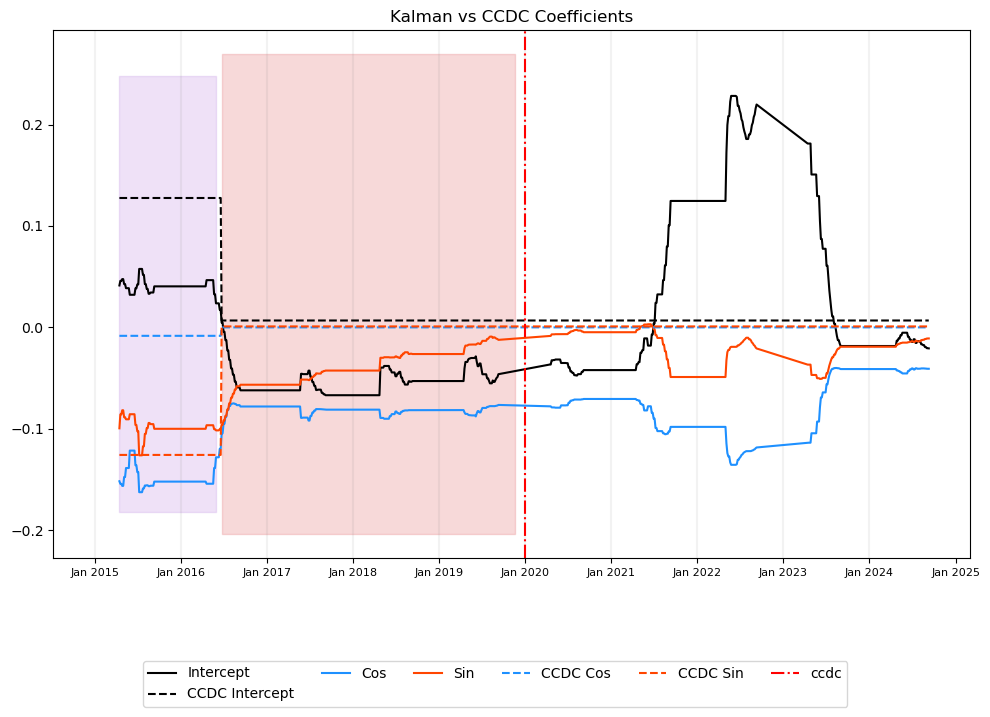 Kalman vs CCDC Coefficients
0.2
0.1
0.0
−0.1
−0.2
Jan 2015 Jan 2016 Jan 2017 Jan 2018 Jan 2019 Jan 2020 Jan 2021 Jan 2022 Jan 2023 Jan 2024 Jan 2025
Intercept Cos Sin CCDC Cos CCDC Sin ccdc
CCDC Intercept